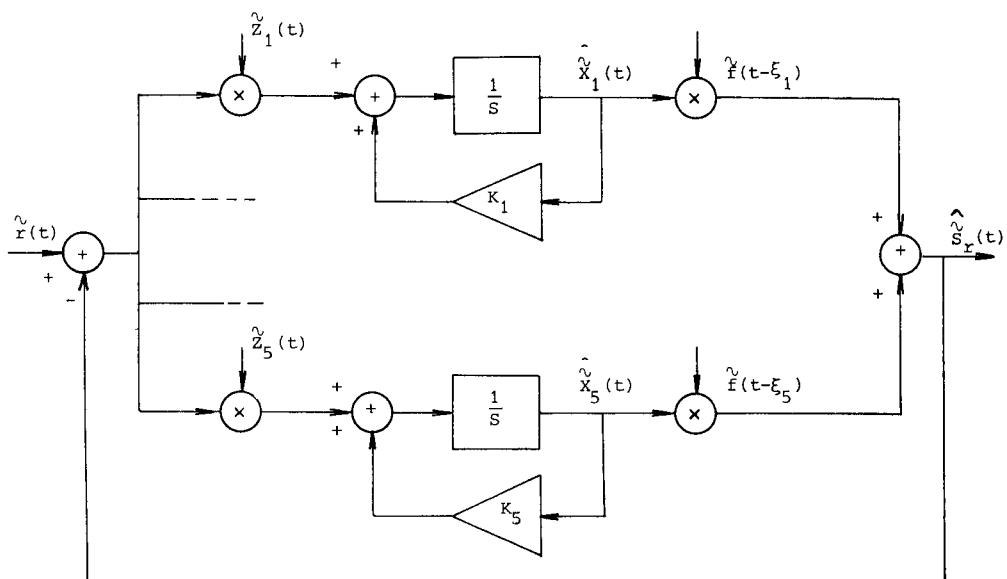 z̃₁(t)
+
+
+
1/S
x̂̃₁(t)
×
×
f̃(t-ξ₁)
K₁
r̃(t)
+
+
-
+
+
+
ŝ̃ᵣ(t)
z̃₅(t)
+
+
+
1/S
x̂̃₅(t)
×
×
f̃(t-ξ₅)
K₅